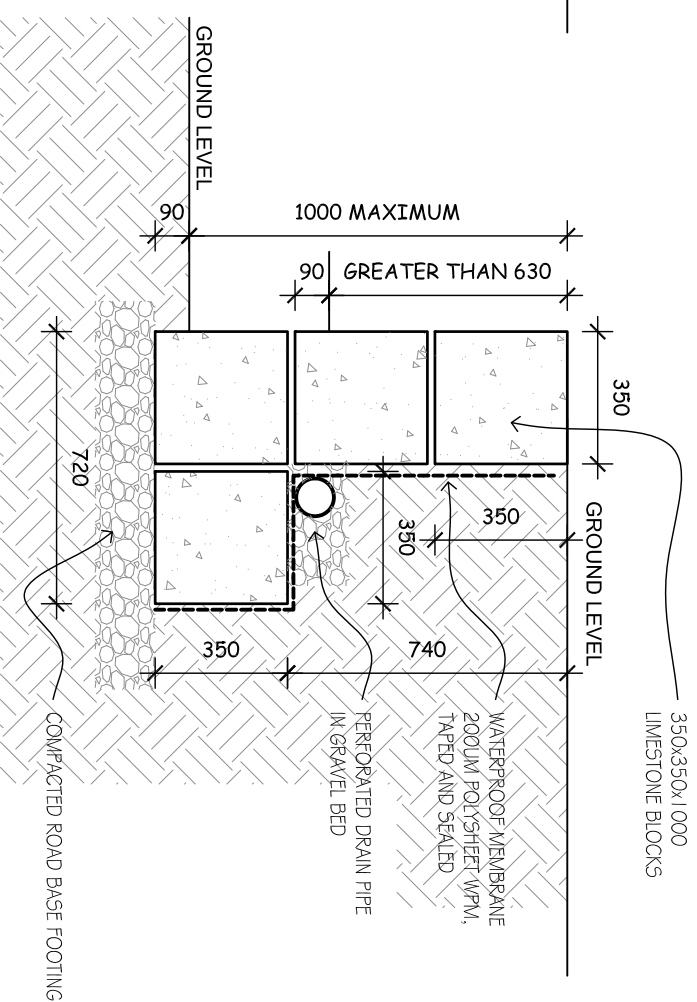 350x350x1000
LIMESTONE BLOCKS
350
GROUND LEVEL
GROUND LEVEL
90
1000 MAXIMUM
90
GREATER THAN 630
350
350
720
350
740
WATERPROOF MEMBRANE
200UM POLYSHEET WPM,
TAPED AND SEALED
PERFORATED DRAIN PIPE
IN GRAVEL BED
COMPACTED ROAD BASE FOOTING